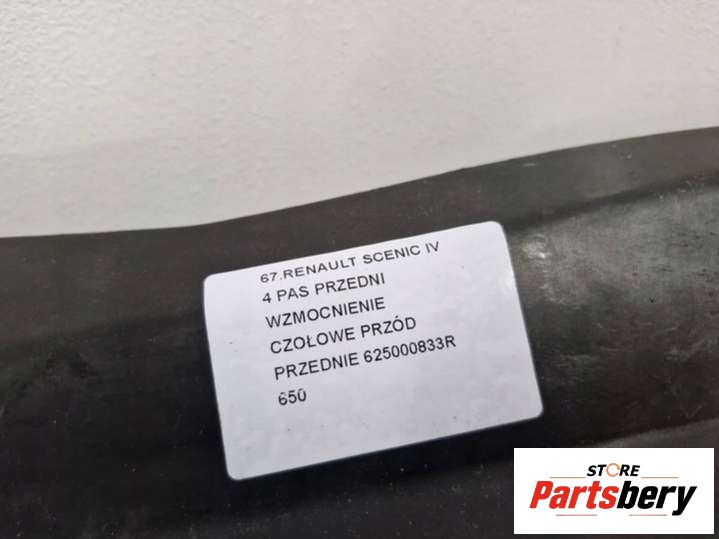 67.RENAULT SCENIC IV
4 PAS PRZEDNI
WZMOCNIENIE
CZOŁOWE PRZÓD
PRZEDNIE 625000833R
650
STORE
Partsbery